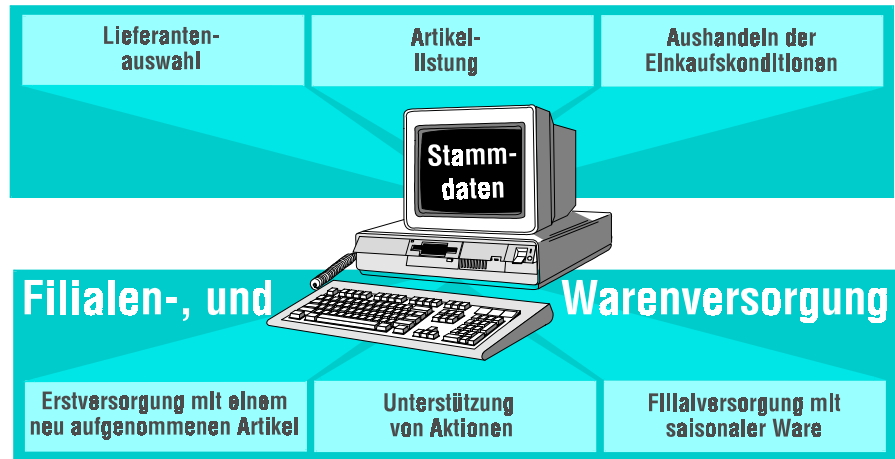 Lieferanten-
auswahl
Artikel-
listung
Aushandeln der
Einkaufskonditionen
Stamm-
daten
Filialen-, und Warenversorgung
Erstversorgung mit einem
neu aufgenommenen Artikel
Unterstützung
von Aktionen
Filialversorgung mit
saisonaler Ware